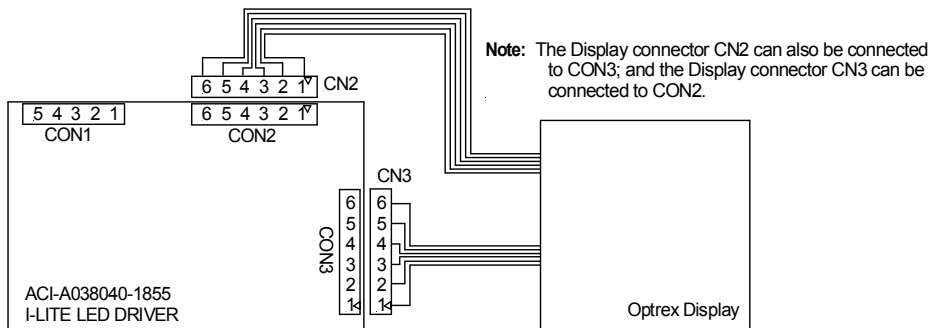 Note: The Display connector CN2 can also be connected
to CON3; and the Display connector CN3 can be
connected to CON2.
6 5 4 3 2 1 CN2
5 4 3 2 1
6 5 4 3 2 1
CON1
CON2
CN3
CON3
6 6
5 5
4 4
3 3
2 2
1 1
ACI-A038040-1855
I-LITE LED DRIVER
Optrex Display